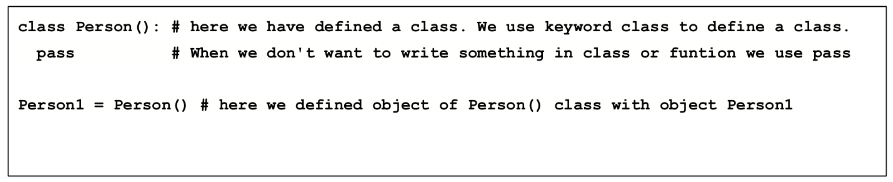 class Person(): # here we have defined a class. We use keyword class to define a class.
  pass          # When we don't want to write something in class or funtion we use pass
Person1 = Person() # here we defined object of Person() class with object Person1